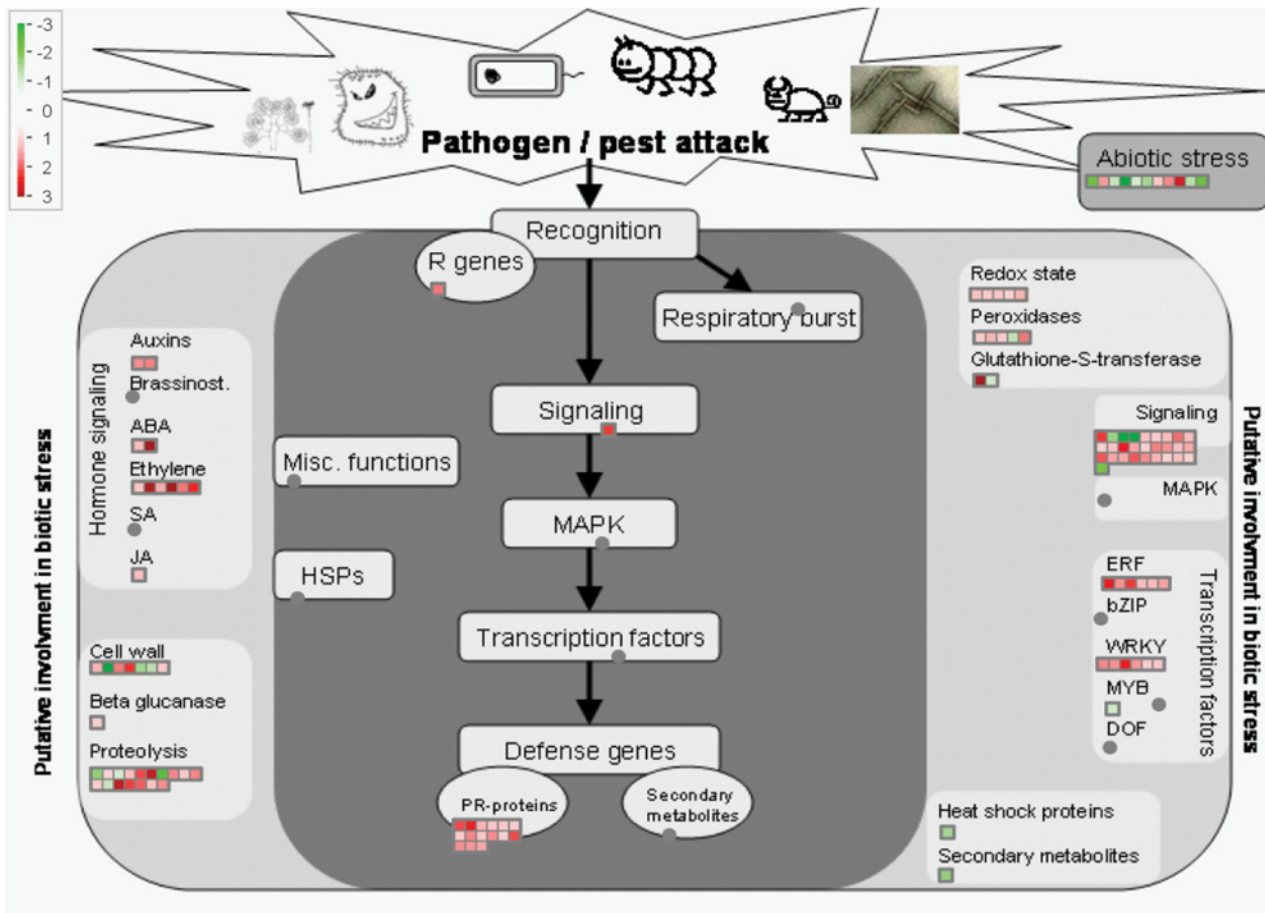 -3
-2
-1
0
1
2
3
Pathogen / pest attack
Abiotic stress
Recognition
R genes
Respiratory burst
Signaling
Misc. functions
MAPK
HSPs
Transcription factors
Defense genes
PR-proteins
Secondary
metabolites
Putative involvment in biotic stress
Hormone signaling
Auxins
Brassinost.
ABA
Ethylene
SA
JA
Cell wall
Beta glucanase
Proteolysis
Redox state
Peroxidases
Glutathione-S-transferase
Signaling
MAPK
ERF
bZIP
WRKY
MYB
DOF
Transcription factors
Heat shock proteins
Secondary metabolites
Putative involvment in biotic stress